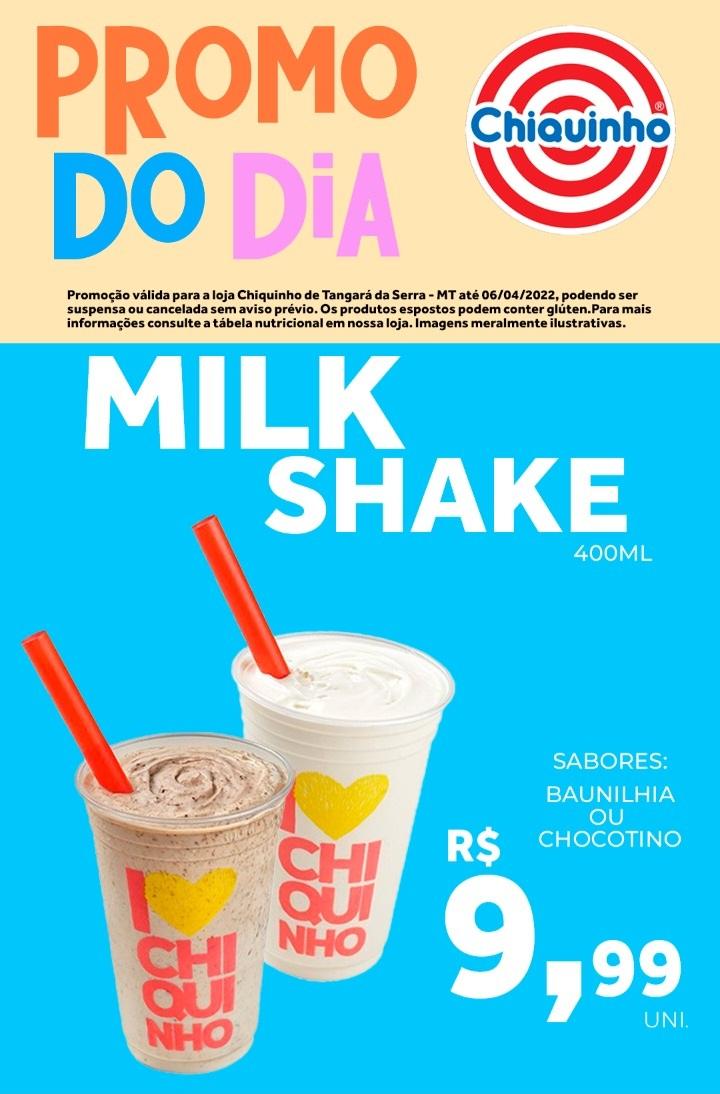 PROMO
DO DiA
Chiquinho®
Promoção válida para a loja Chiquinho de Tangará da Serra - MT até 06/04/2022, podendo ser
suspensa ou cancelada sem aviso prévio. Os produtos espostos podem conter glúten.Para mais
informações consulte a tábela nutricional em nossa loja. Imagens meralmente ilustrativas.
MILK
SHAKE
400ML
SABORES:
BAUNILHIA
OU
CHOCOTINO
R$
9,99
UNI.
I
CHI
QUI
NHO
I
CHI
QUI
NHO